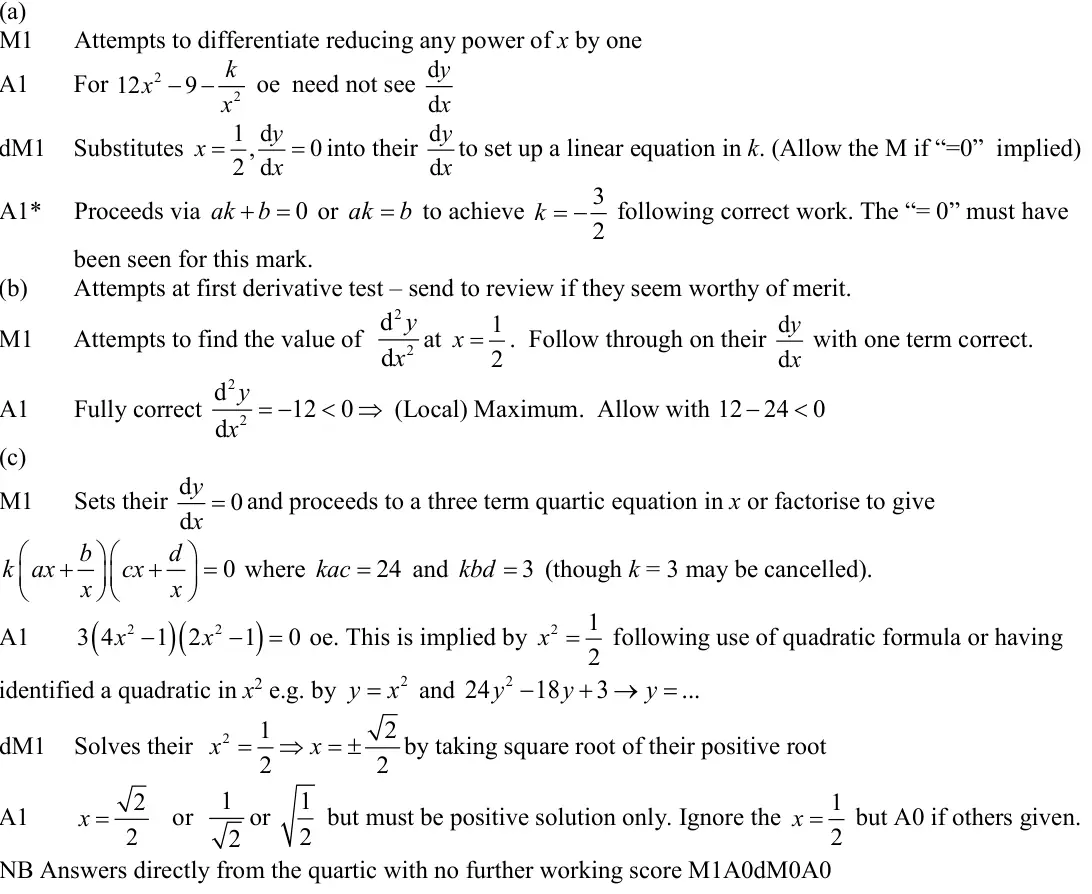 (a)
M1 Attempts to differentiate reducing any power of x by one
A1 For 12x² − 9 − k/x² oe need not see dy/dx
dM1 Substitutes x = 1/2, dy/dx = 0 into their dy/dx to set up a linear equation in k. (Allow the M if “=0” implied)
A1* Proceeds via ak + b = 0 or ak = b to achieve k = −3/2 following correct work. The “= 0” must have
been seen for this mark.
(b) Attempts at first derivative test – send to review if they seem worthy of merit.
M1 Attempts to find the value of d²y/dx² at x = 1/2. Follow through on their dy/dx with one term correct.
A1 Fully correct d²y/dx² = −12 < 0 ⇒ (Local) Maximum. Allow with 12 − 24 < 0
(c)
M1 Sets their dy/dx = 0 and proceeds to a three term quartic equation in x or factorise to give
k(ax + b/x)(cx + d/x) = 0 where kac = 24 and kbd = 3 (though k = 3 may be cancelled).
A1 3(4x² − 1)(2x² − 1) = 0 oe. This is implied by x² = 1/2 following use of quadratic formula or having
identified a quadratic in x² e.g. by y = x² and 24y² − 18y + 3 → y = ...
dM1 Solves their x² = 1/2 ⇒ x = ±√2/2 by taking square root of their positive root
A1 x = √2/2 or 1/√2 or √(1/2) but must be positive solution only. Ignore the x = 1/2 but A0 if others given.
NB Answers directly from the quartic with no further working score M1A0dM0A0